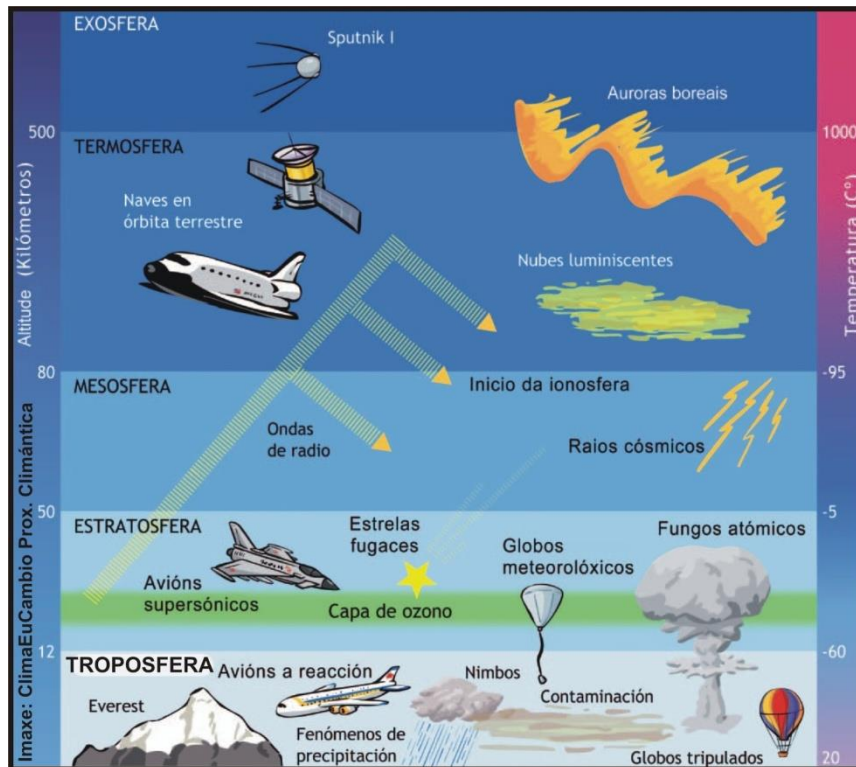 EXOSFERA
Sputnik I
Auroras boreais
500
1000
TERMOSFERA
Naves en
órbita terrestre
Nubes luminiscentes
Altitude (Kilómetros)
Temperatura (C°)
80
-95
MESOSFERA
Inicio da ionosfera
Ondas
de radio
Raios cósmicos
50
-5
ESTRATOSFERA
Estrelas
fugaces
Globos
meteorolóxicos
Fungos atómicos
Avións
supersónicos
Capa de ozono
12
-60
TROPOSFERA
Avións a reacción
Nimbos
Everest
Contaminación
Fenómenos de
precipitación
Globos tripulados
20
Imaxe: ClimaEuCambio Prox. Climántica